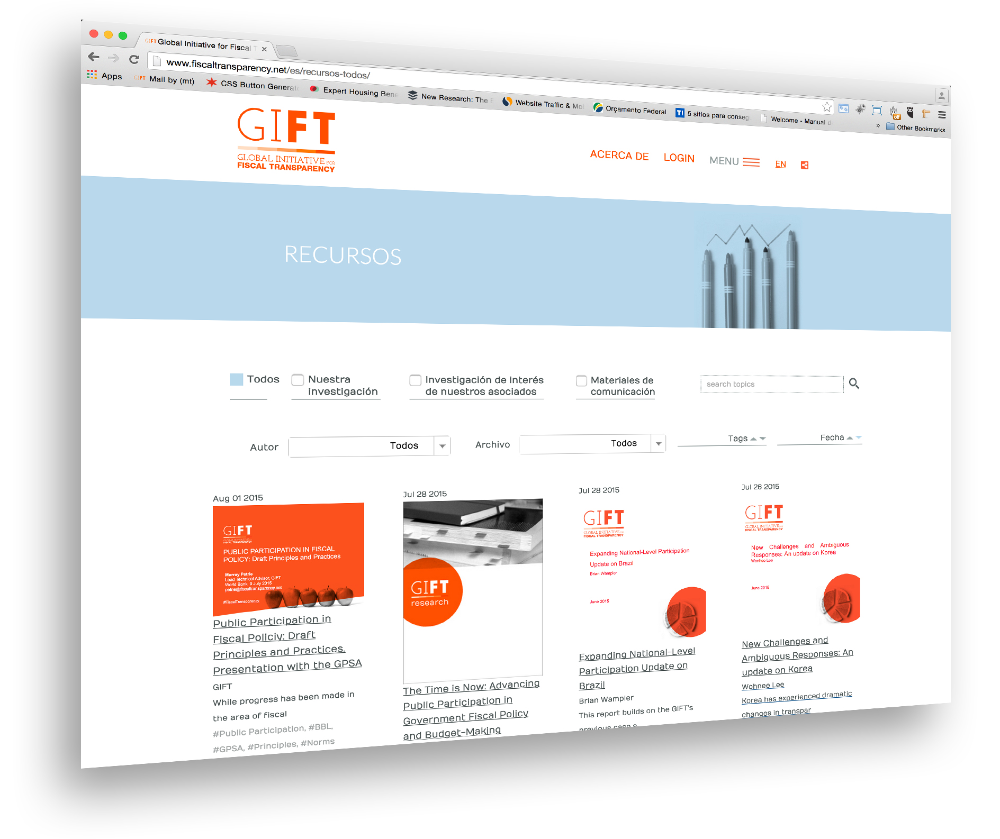 GIFT Global Initiative for Fiscal T
www.fiscaltransparency.net/es/recursos-todos/
Apps
GIFT Mail by (mt)
CSS Button Generato
Expert Housing Bene
New Research: The E
Website Traffic & Mo
Orçamento Federal
T! 5 sitios para conseg
Welcome - Manual d
»
Other Bookmarks
off
GIFT
GLOBAL INITIATIVE FOR
FISCAL TRANSPARENCY
ACERCA DE
LOGIN
MENU
EN
RECURSOS
Todos
Nuestra
investigación
Investigación de interés
de nuestros asociados
Materiales de
comunicación
search topics
Autor
Todos
Archivo
Todos
Tags
Fecha
Aug 01 2015
GIFT
GLOBAL INITIATIVE FOR
FISCAL TRANSPARENCY
PUBLIC PARTICIPATION IN FISCAL
POLICY: Draft Principles and Practices
Murray Petrie
Lead Technical Advisor, GIFT
World Bank, 9 July 2015
petrie@fiscaltransparency.net
#FiscalTransparency
Public Participation in
Fiscal Policiy: Draft
Principles and Practices.
Presentation with the GPSA
GIFT
While progress has been made in
the area of fiscal
#Public Participation, #BBL,
#GPSA, #Principles, #Norms
Jul 28 2015
GIFT
research
The Time is Now: Advancing
Public Participation in
Government Fiscal Policy
and Budget-Making
Jul 28 2015
GIFT
GLOBAL INITIATIVE FOR
FISCAL TRANSPARENCY
Expanding National-Level Participation
Update on Brazil
Brian Wampler
June 2015
Expanding National-Level
Participation Update on
Brazil
Brian Wampler
This report builds on the GIFT's
previous case s
Jul 26 2015
GIFT
GLOBAL INITIATIVE FOR
FISCAL TRANSPARENCY
New Challenges and Ambiguous
Responses: An update on Korea
Wonhee Lee
June 2015
New Challenges and
Ambiguous Responses: An
update on Korea
Wohnee Lee
Korea has experienced dramatic
changes in transpar